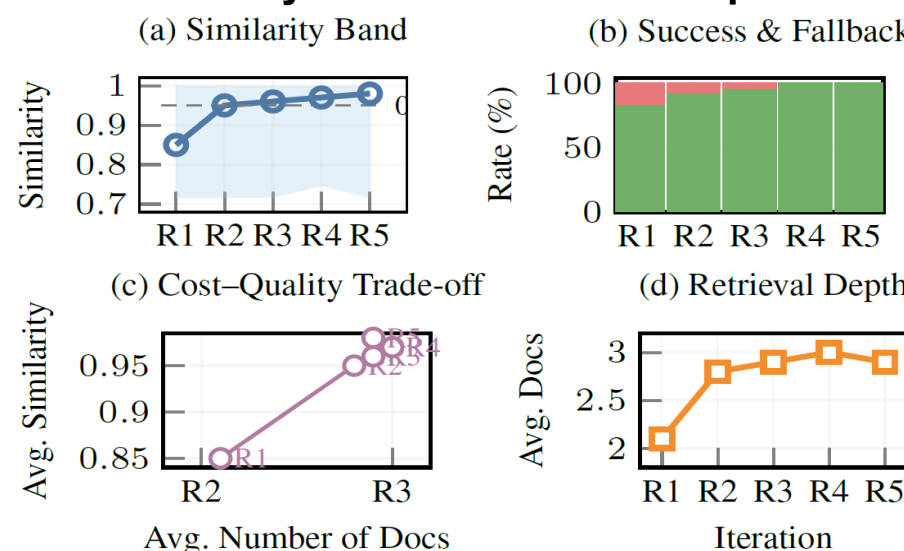 (a) Similarity Band
(b) Success & Fallback
Similarity
1
0.9
0.8
0.7
0
R1 R2 R3 R4 R5
Rate (%)
100
50
0
R1 R2 R3 R4 R5
(c) Cost–Quality Trade-off
(d) Retrieval Depth
Avg. Similarity
0.95
0.9
0.85
R5
R4
R3
R2
R1
R2 R3
Avg. Number of Docs
Avg. Docs
3
2.5
2
R1 R2 R3 R4 R5
Iteration